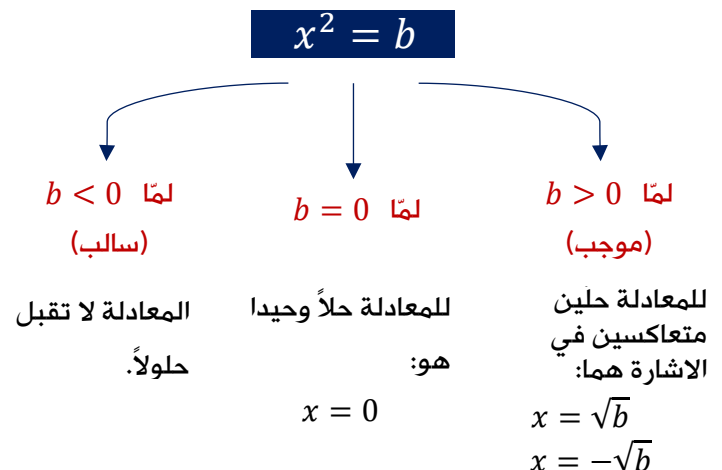 x² = b
لمّا b > 0
(موجب)
للمعادلة حلّين
متعاكسين في
الاشارة هما:
x = √b
x = −√b
لمّا b = 0
للمعادلة حلاً وحيدا
هو:
x = 0
لمّا b < 0
(سالب)
المعادلة لا تقبل
حلولاً.